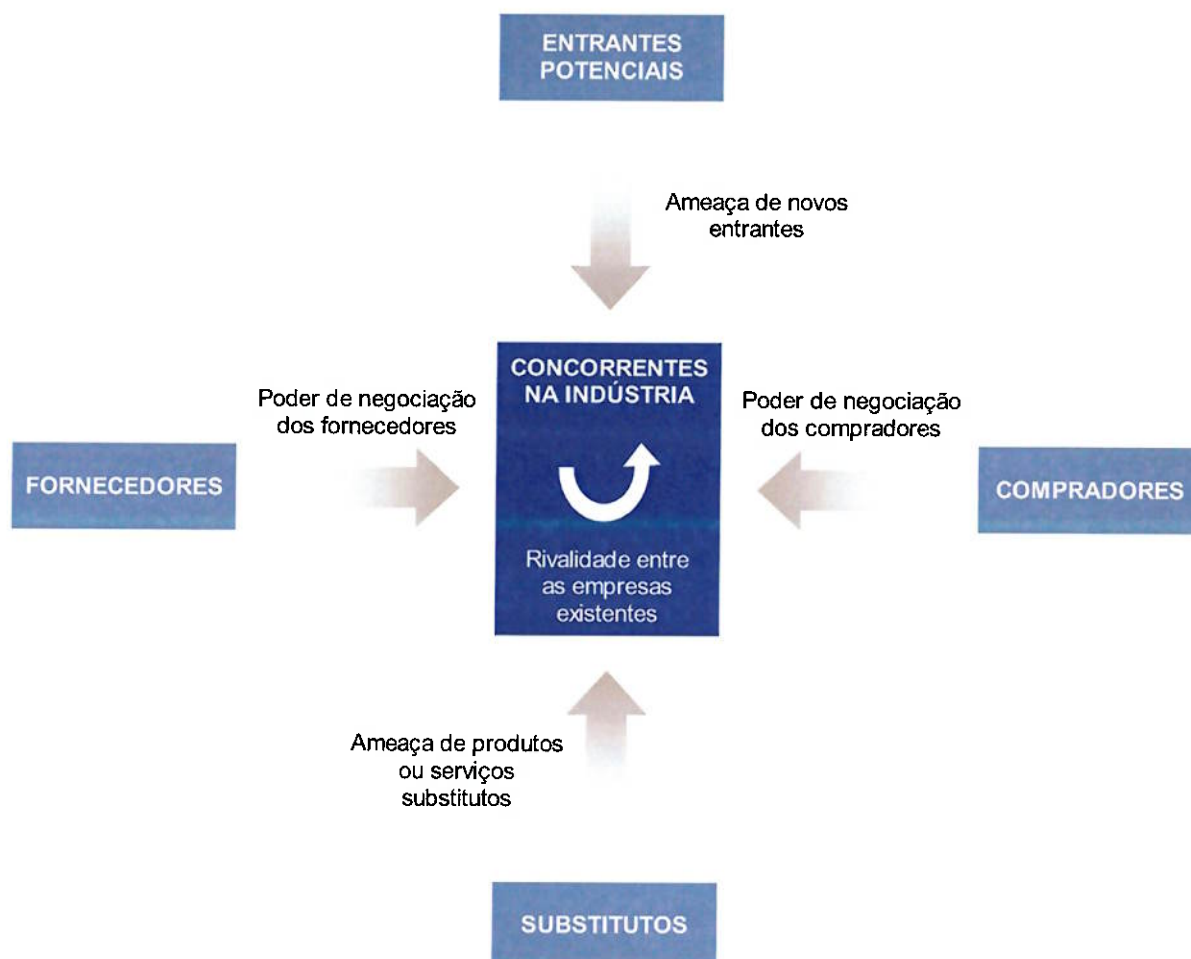 ENTRANTES
POTENCIAIS
Ameaça de novos
entrantes
CONCORRENTES
NA INDÚSTRIA
Poder de negociação
dos fornecedores
Poder de negociação
dos compradores
FORNECEDORES
COMPRADORES
Rivalidade entre
as empresas
existentes
Ameaça de produtos
ou serviços
substitutos
SUBSTITUTOS